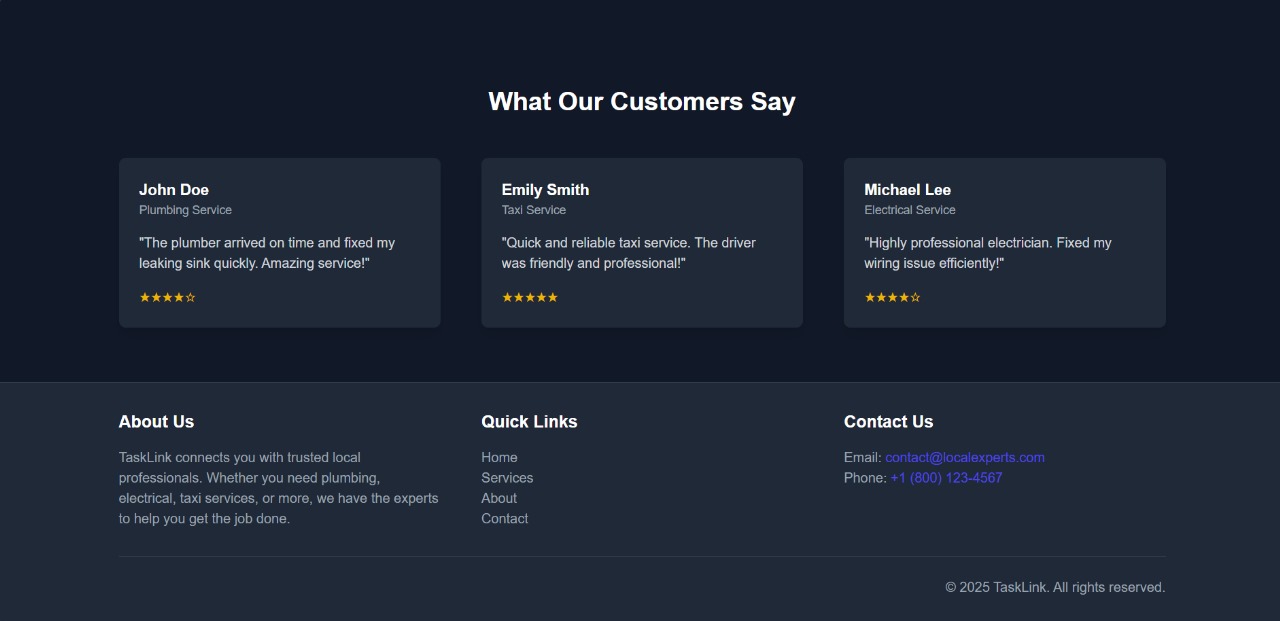 What Our Customers Say
John Doe
Plumbing Service
"The plumber arrived on time and fixed my
leaking sink quickly. Amazing service!"
★★★★☆
Emily Smith
Taxi Service
"Quick and reliable taxi service. The driver
was friendly and professional!"
★★★★★
Michael Lee
Electrical Service
"Highly professional electrician. Fixed my
wiring issue efficiently!"
★★★★☆
About Us
TaskLink connects you with trusted local
professionals. Whether you need plumbing,
electrical, taxi services, or more, we have the experts
to help you get the job done.
Quick Links
Home
Services
About
Contact
Contact Us
Email: contact@localexperts.com
Phone: +1 (800) 123-4567
© 2025 TaskLink. All rights reserved.